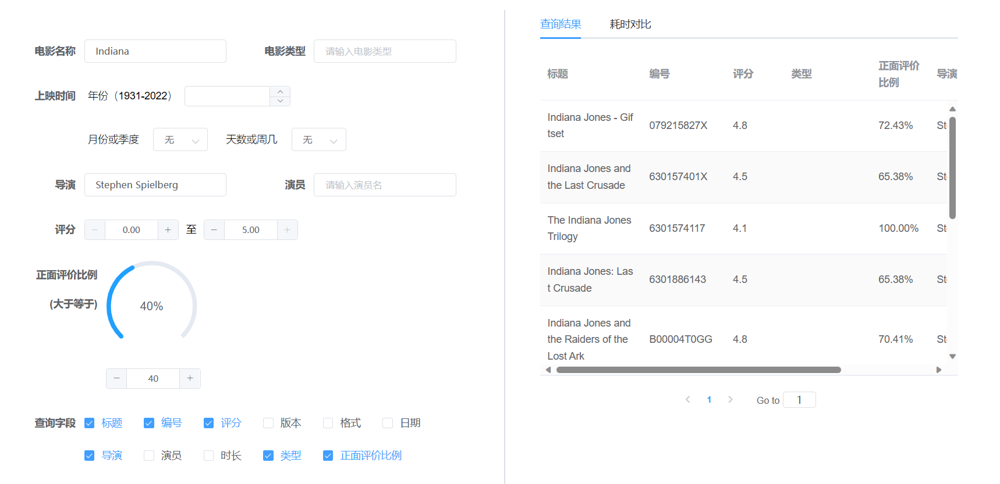 电影名称 Indiana 电影类型 请输入电影类型
上映时间 年份（1931-2022）
月份或季度 无 天数或周几 无
导演 Stephen Spielberg 演员 请输入演员名
评分 − 0.00 + 至 − 5.00 +
正面评价比例
(大于等于)
40%
− 40 +
查询字段 标题 编号 评分 版本 格式 日期
导演 演员 时长 类型 正面评价比例
查询结果 耗时对比
标题 编号 评分 类型 正面评价
比例 导演
Indiana Jones - Gif
tset 079215827X 4.8 72.43% St
Indiana Jones and
the Last Crusade 630157401X 4.5 65.38% St
The Indiana Jones
Trilogy 6301574117 4.1 100.00% St
Indiana Jones: Las
t Crusade 6301886143 4.5 65.38% St
Indiana Jones and
the Raiders of the
Lost Ark B00004T0GG 4.8 70.41% St
1 Go to 1